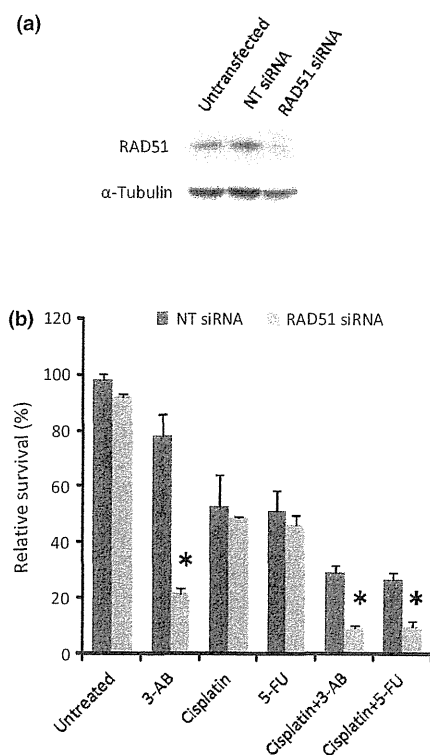 (a)
Untransfected
NT siRNA
RAD51 siRNA
RAD51
α-Tubulin
(b)
120
100
80
60
40
20
0
Relative survival (%)
NT siRNA
RAD51 siRNA
*
*
*
Untreated
3-AB
Cisplatin
5-FU
Cisplatin+3-AB
Cisplatin+5-FU